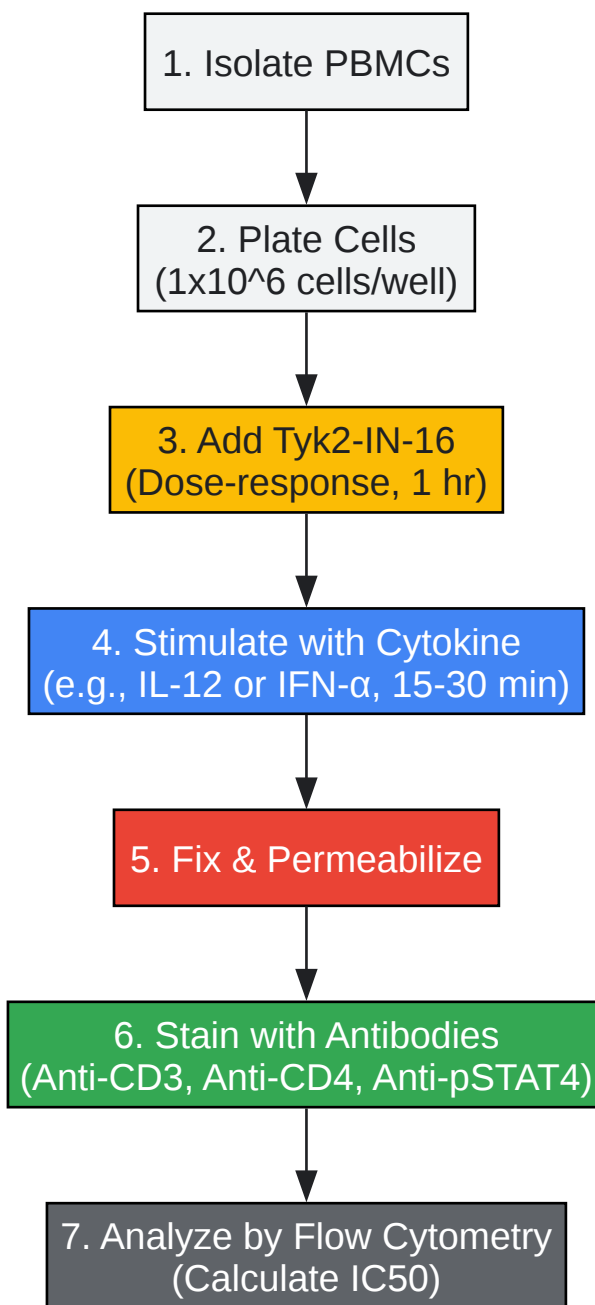 1. Isolate PBMCs
2. Plate Cells
(1x10^6 cells/well)
3. Add Tyk2-IN-16
(Dose-response, 1 hr)
4. Stimulate with Cytokine
(e.g., IL-12 or IFN-α, 15-30 min)
5. Fix & Permeabilize
6. Stain with Antibodies
(Anti-CD3, Anti-CD4, Anti-pSTAT4)
7. Analyze by Flow Cytometry
(Calculate IC50)